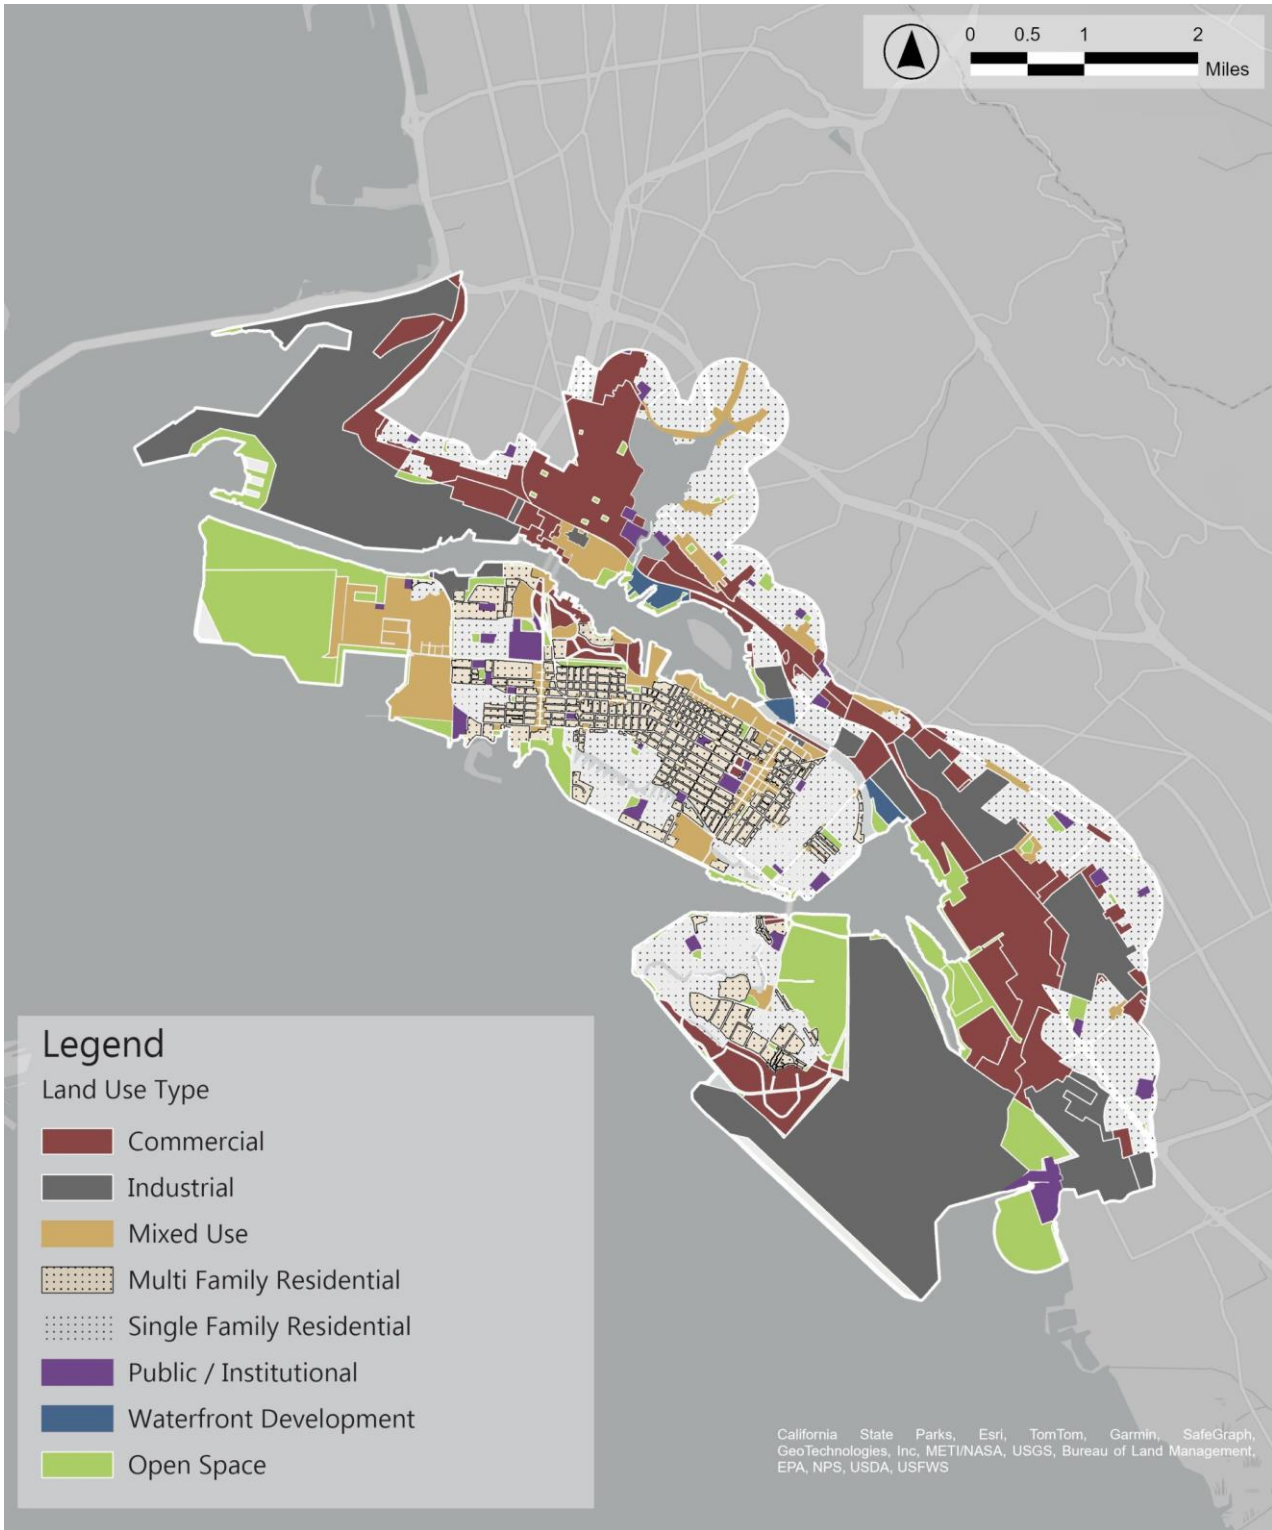 0 0.5 1 2
Miles
Legend
Land Use Type
Commercial
Industrial
Mixed Use
Multi Family Residential
Single Family Residential
Public / Institutional
Waterfront Development
Open Space
California State Parks, Esri, TomTom, Garmin, SafeGraph,
GeoTechnologies, Inc, METI/NASA, USGS, Bureau of Land Management,
EPA, NPS, USDA, USFWS